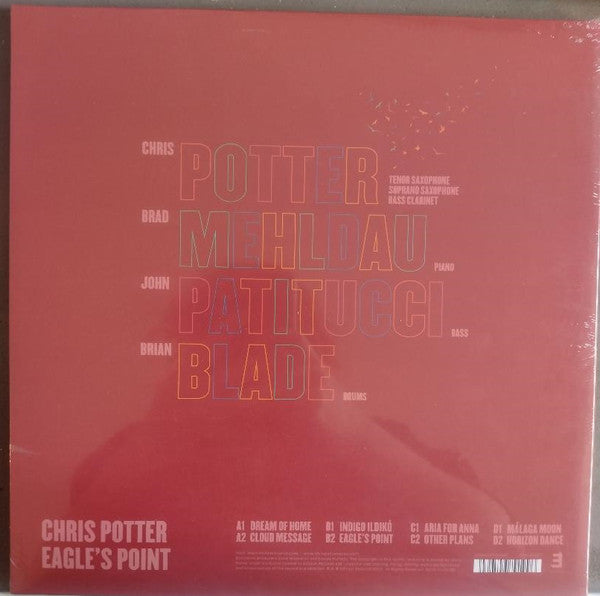 CHRIS
POTTER
TENOR SAXOPHONE
SOPRANO SAXOPHONE
BASS CLARINET
BRAD
MEHLDAU
PIANO
JOHN
PATITUCCI
BASS
BRIAN
BLADE
DRUMS
CHRIS POTTER
EAGLE'S POINT
A1 DREAM OF HOME
A2 CLOUD MESSAGE
B1 INDIGO ILDIKÓ
B2 EAGLE'S POINT
C1 ARIA FOR ANNA
C2 OTHER PLANS
D1 MÁLAGA MOON
D2 HORIZON DANCE